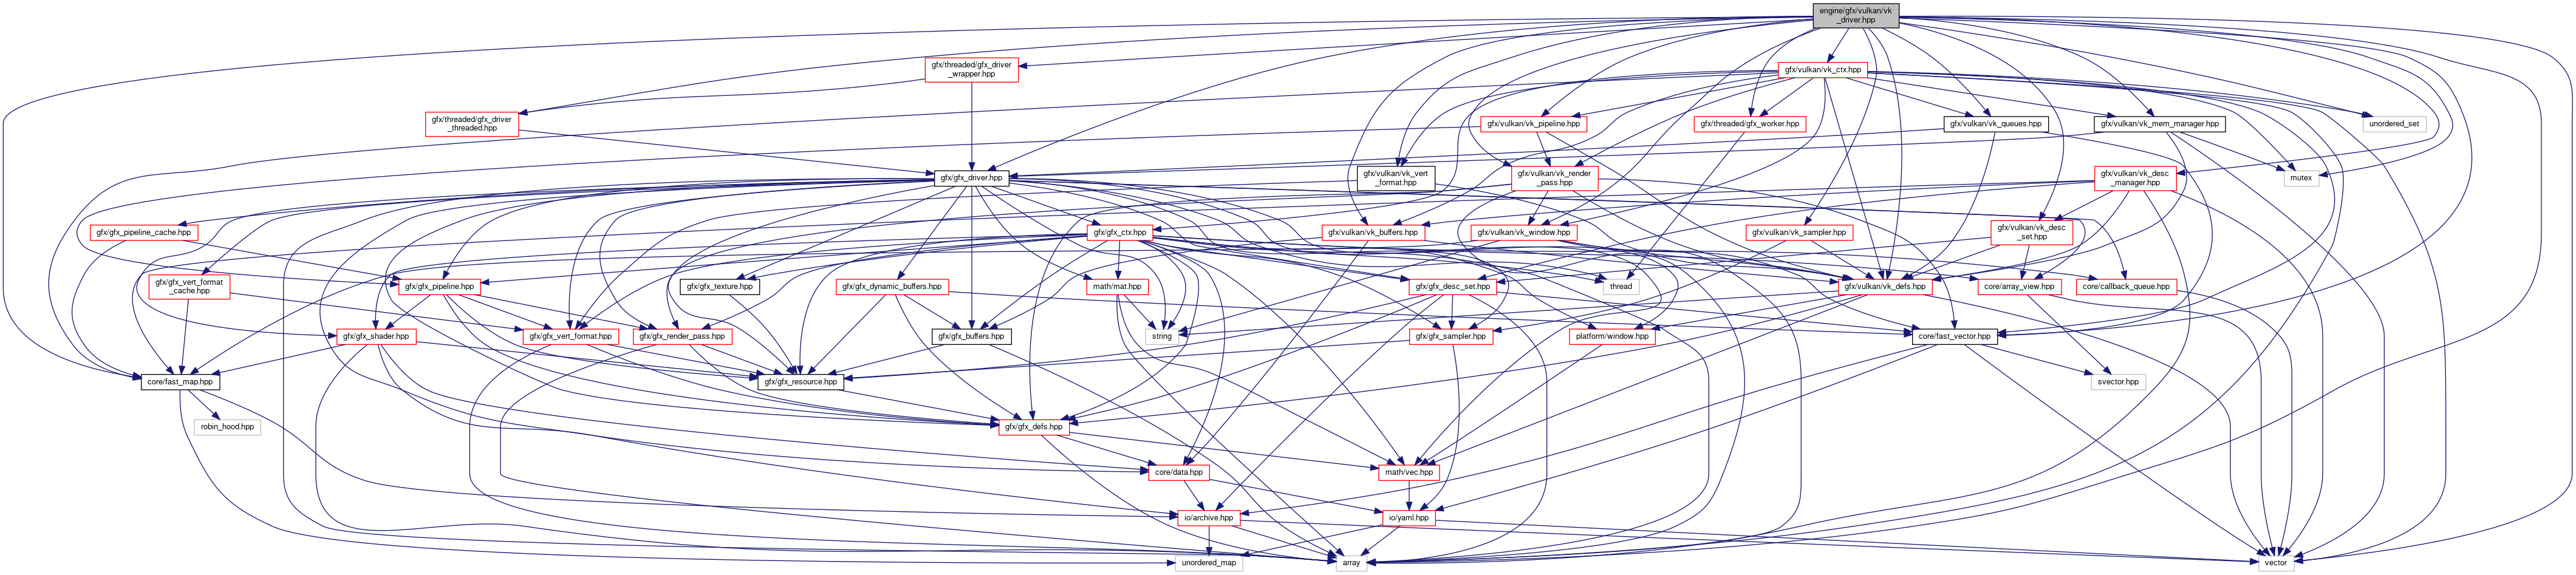 engine/gfx/vulkan/vk
_driver.hpp
gfx/threaded/gfx_driver
_wrapper.hpp
gfx/vulkan/vk_ctx.hpp
gfx/threaded/gfx_driver
_threaded.hpp
gfx/vulkan/vk_pipeline.hpp
gfx/threaded/gfx_worker.hpp
gfx/vulkan/vk_queues.hpp
gfx/vulkan/vk_mem_manager.hpp
unordered_set
gfx/gfx_driver.hpp
gfx/vulkan/vk_vert
_format.hpp
gfx/vulkan/vk_render
_pass.hpp
gfx/vulkan/vk_desc
_manager.hpp
mutex
gfx/gfx_pipeline_cache.hpp
gfx/gfx_ctx.hpp
gfx/vulkan/vk_buffers.hpp
gfx/vulkan/vk_window.hpp
gfx/vulkan/vk_sampler.hpp
gfx/vulkan/vk_desc
_set.hpp
gfx/gfx_vert_format
_cache.hpp
gfx/gfx_pipeline.hpp
gfx/gfx_texture.hpp
gfx/gfx_dynamic_buffers.hpp
math/mat.hpp
gfx/gfx_desc_set.hpp
thread
gfx/vulkan/vk_defs.hpp
core/array_view.hpp
core/callback_queue.hpp
gfx/gfx_shader.hpp
gfx/gfx_vert_format.hpp
gfx/gfx_render_pass.hpp
gfx/gfx_buffers.hpp
string
gfx/gfx_sampler.hpp
platform/window.hpp
core/fast_vector.hpp
core/fast_map.hpp
gfx/gfx_resource.hpp
svector.hpp
robin_hood.hpp
gfx/gfx_defs.hpp
core/data.hpp
math/vec.hpp
io/archive.hpp
io/yaml.hpp
unordered_map
array
vector